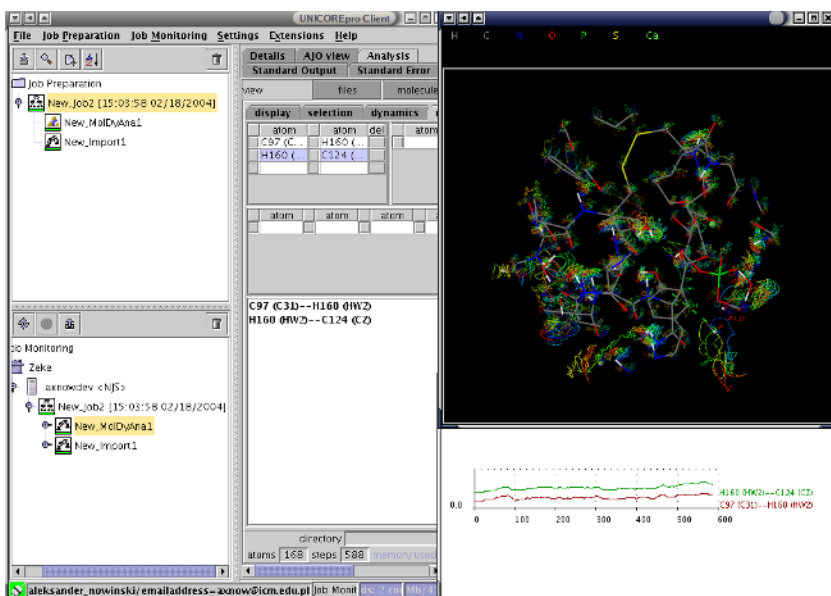 UNICOREpro Client
File Job Preparation Job Monitoring Settings Extensions Help
Job Preparation
New_Job2 [15:03:58 02/18/2004]
New_MolDyAna1
New_Import1
Details AJO view Analysis
Standard Output Standard Error
view files molecule
display selection dynamics
atom atom del atom
C97 (C... H160 (...
H160 (... C124 (C...
atom atom atom
C97 (C31)--H160 (HW2)
H160 (HW2)--C124 (CZ)
Job Monitoring
Zeke
axnowdev <NJS>
New_Job2 [15:03:58 02/18/2004]
New_MolDyAna1
New_Import1
directory
atoms 168 steps 588 memory used
aleksander_nowinski/emailaddress=axnow@icm.edu.pl Job Monit
H C N O P S Ca
H160 (HW2)--C124 (CZ)
C97 (C31)--H160 (HW2)
0.0
0 100 200 300 400 500 600